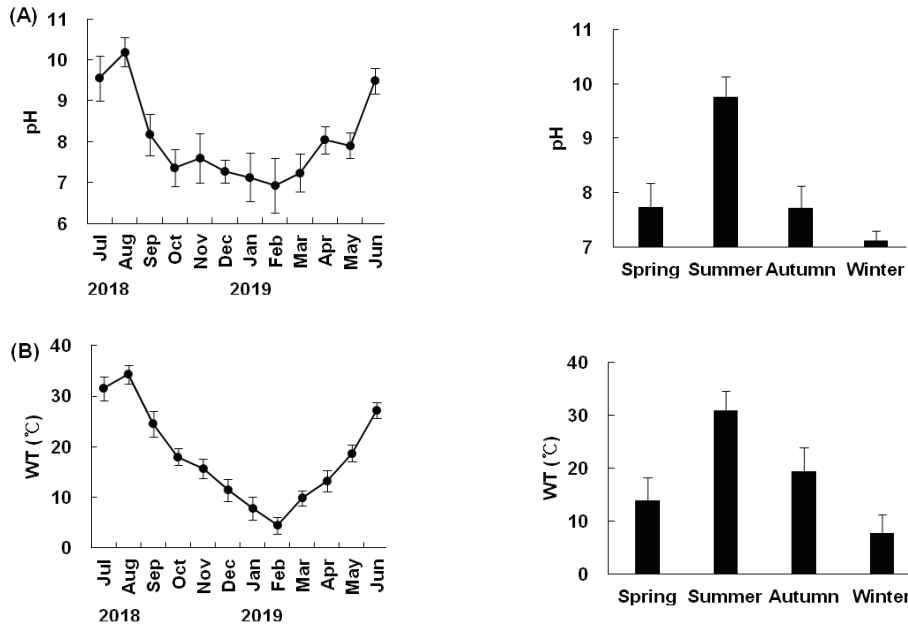 (A)
11
10
9
8
7
6
pH
Jul Aug Sep Oct Nov Dec Jan Feb Mar Apr May Jun
2018 2019
11
10
9
8
7
pH
Spring Summer Autumn Winter
(B)
40
30
20
10
0
WT (℃)
Jul Aug Sep Oct Nov Dec Jan Feb Mar Apr May Jun
2018 2019
40
30
20
10
0
WT (℃)
Spring Summer Autumn Winter